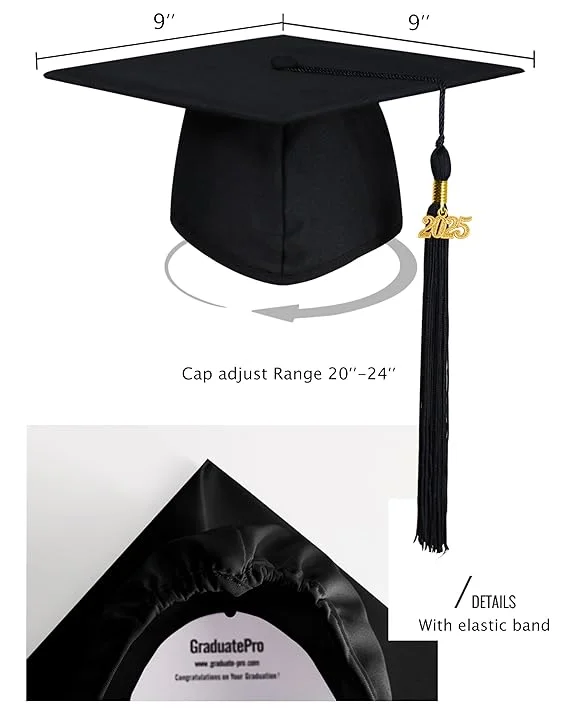 9′′
9′′
2025
Cap adjust Range 20′′-24′′
GraduatePro
www.graduate-pro.com
Congratulations on Your Graduation!
/ DETAILS
With elastic band